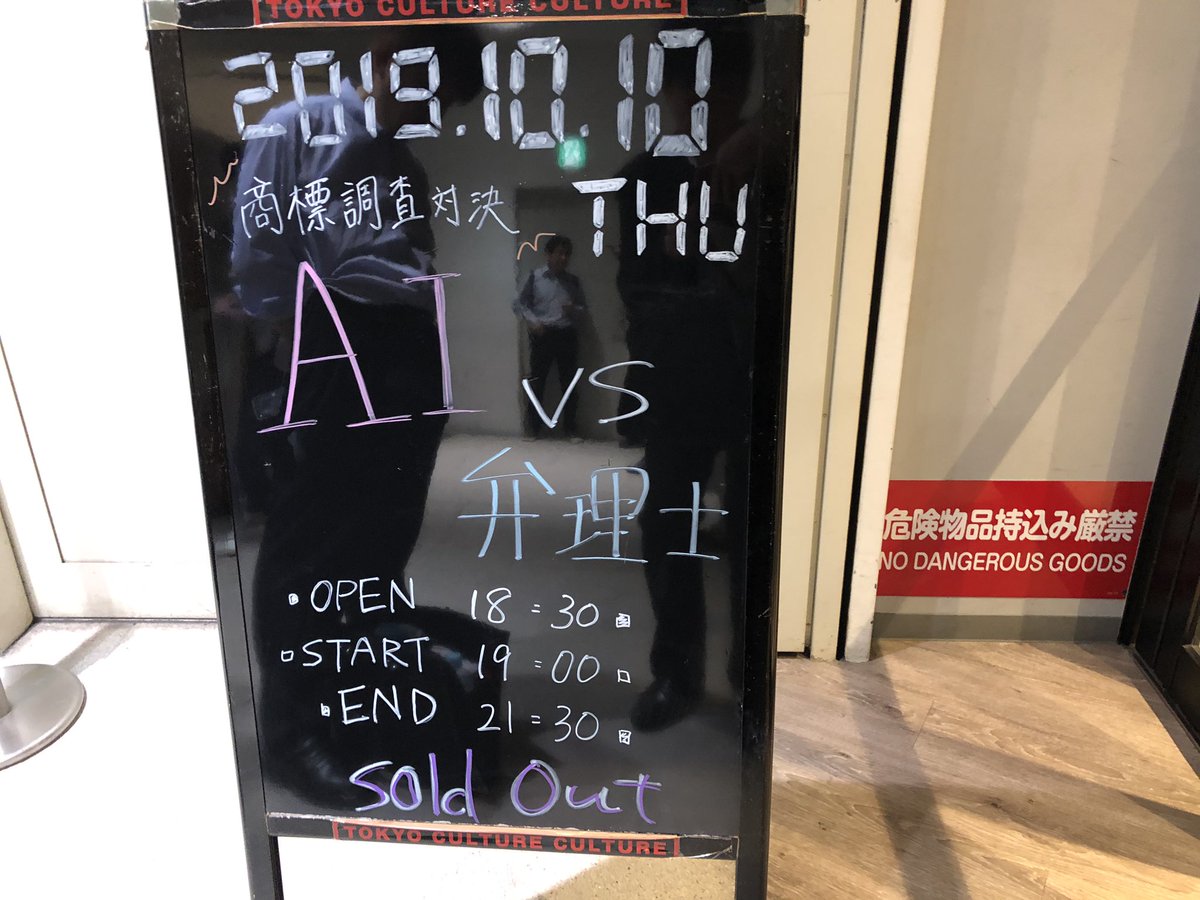 [TOKYO CULTURE CULTURE]
2019.10.10
THU
商標調査対決
AI
vs
弁理士
OPEN 18:30
START 19:00
END 21:30
Sold Out
[TOKYO CULTURE CULTURE]
危険物品持込み厳禁
NO DANGEROUS GOODS